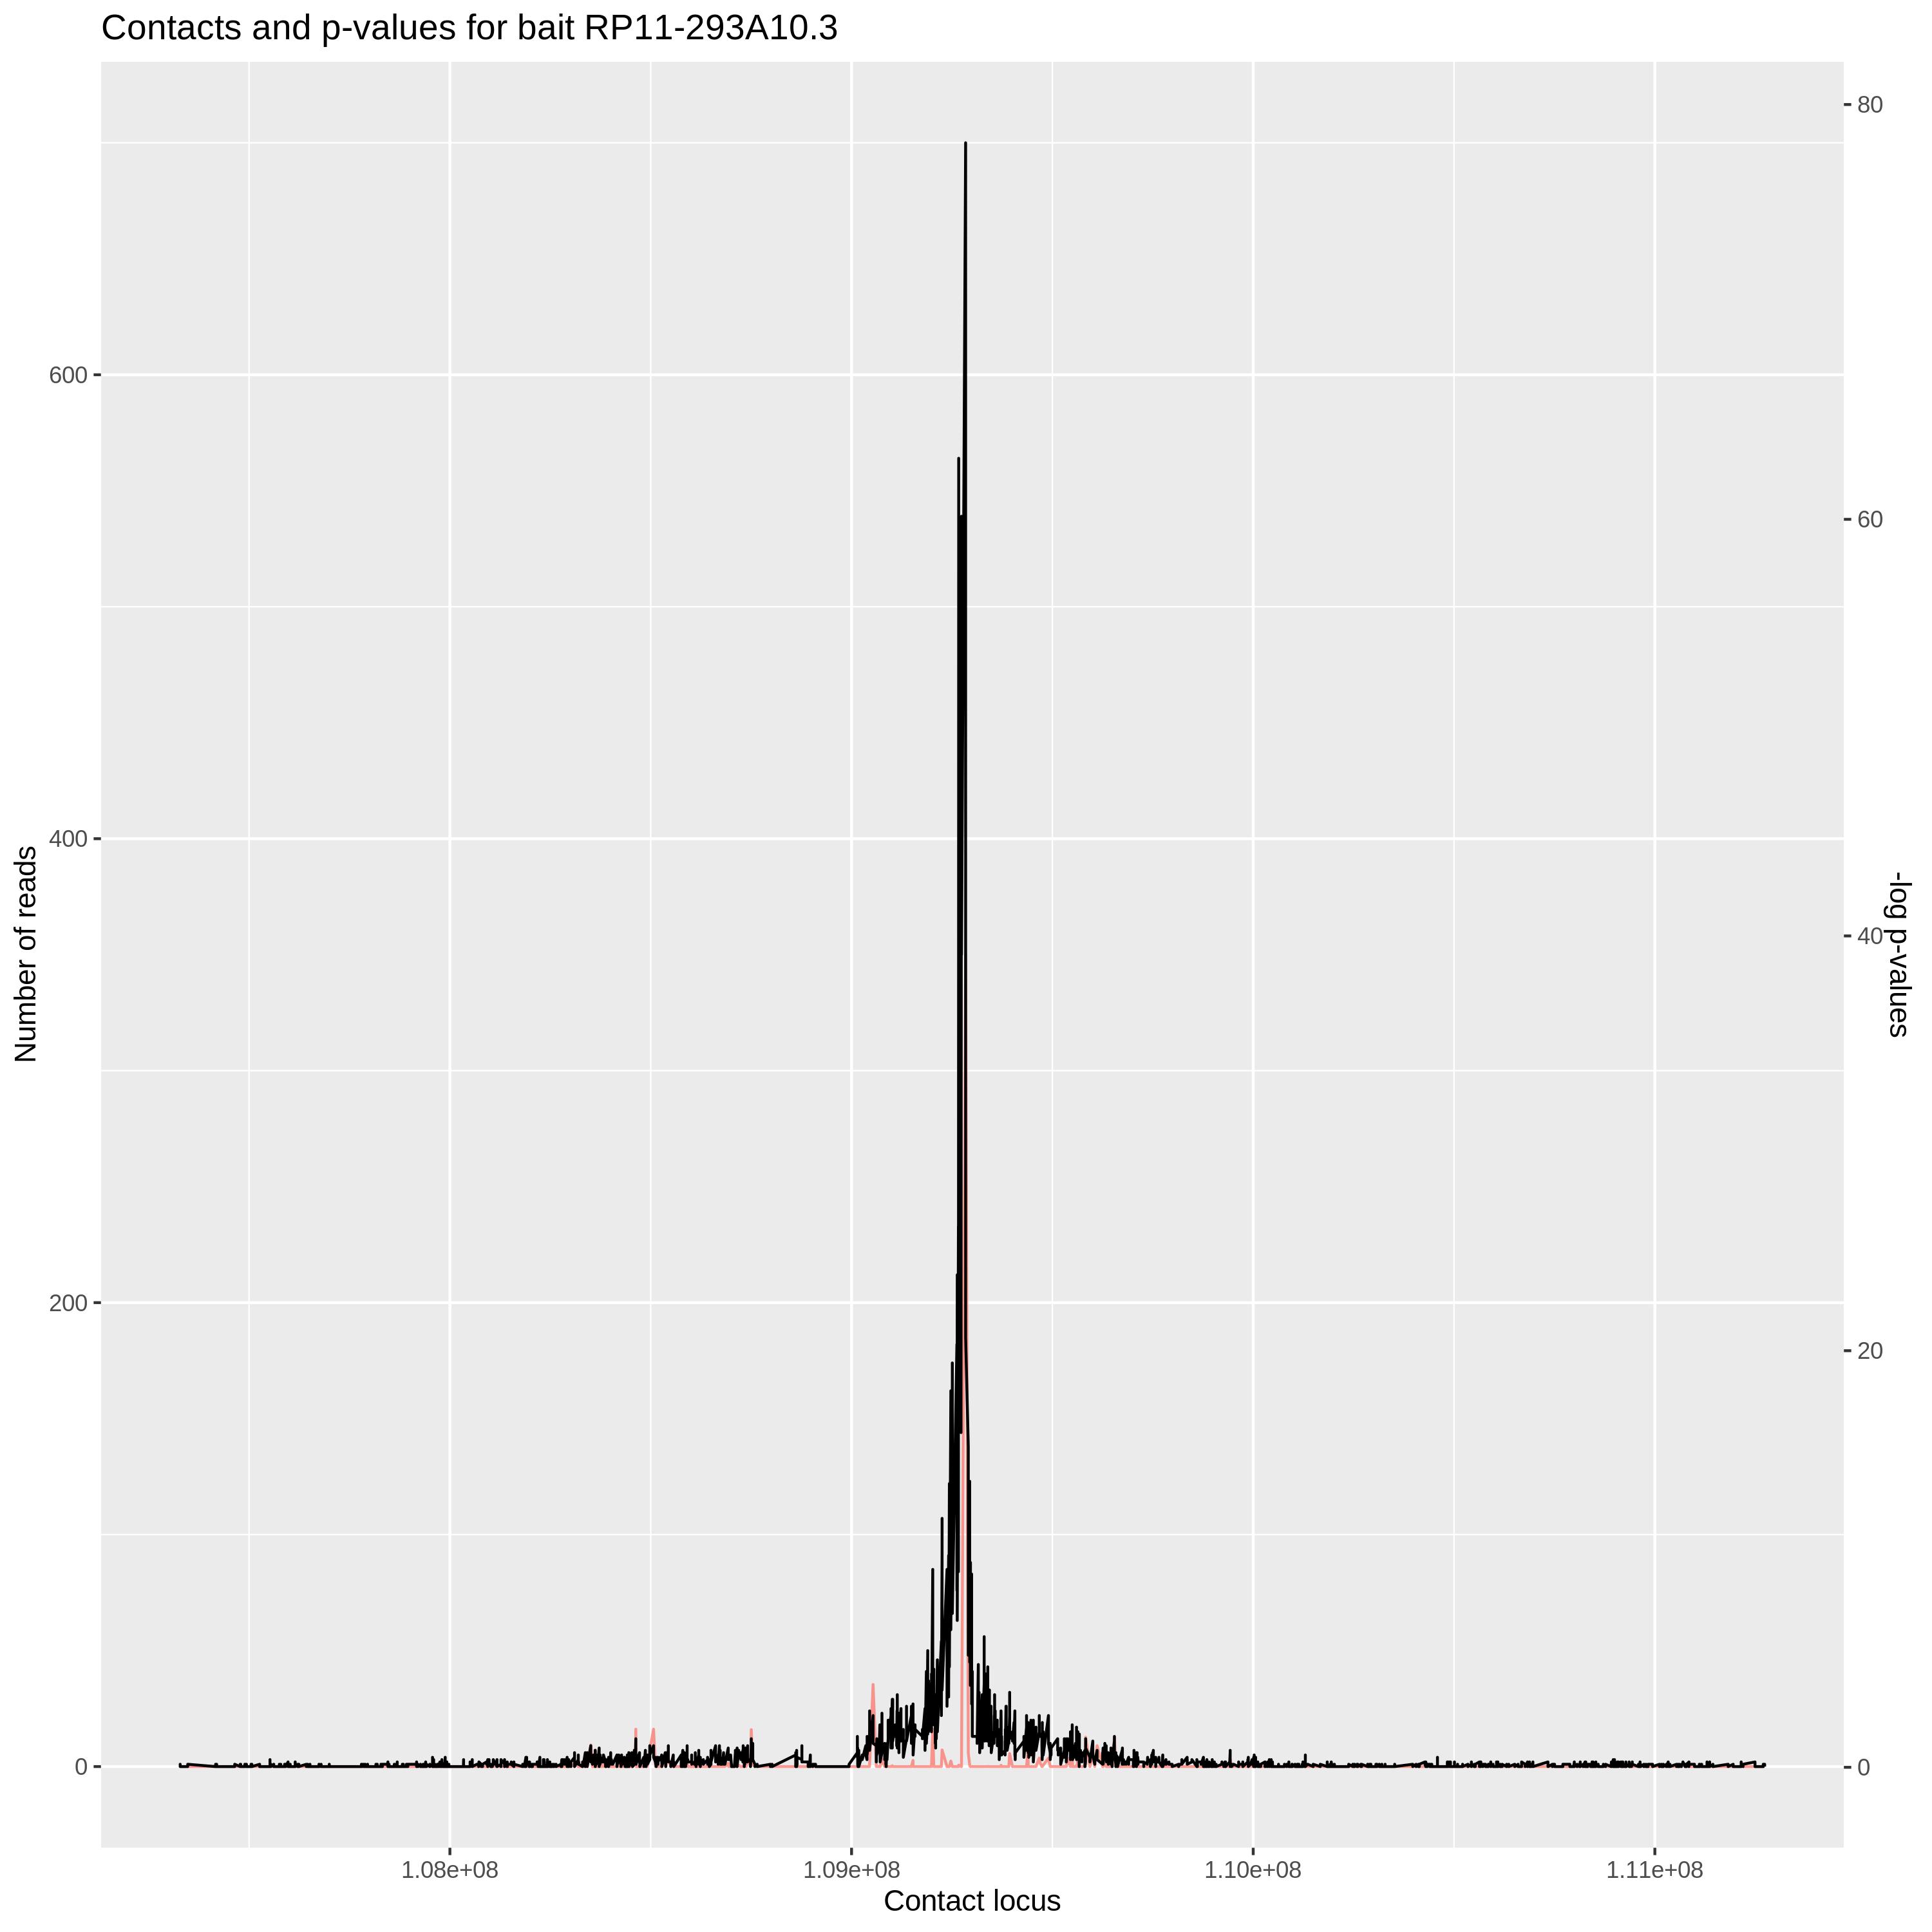 Contacts and p-values for bait RP11-293A10.3
Number of reads
600
400
200
0
80
60
40
20
0
-log p-values
1.08e+08
1.09e+08
1.10e+08
1.11e+08
Contact locus